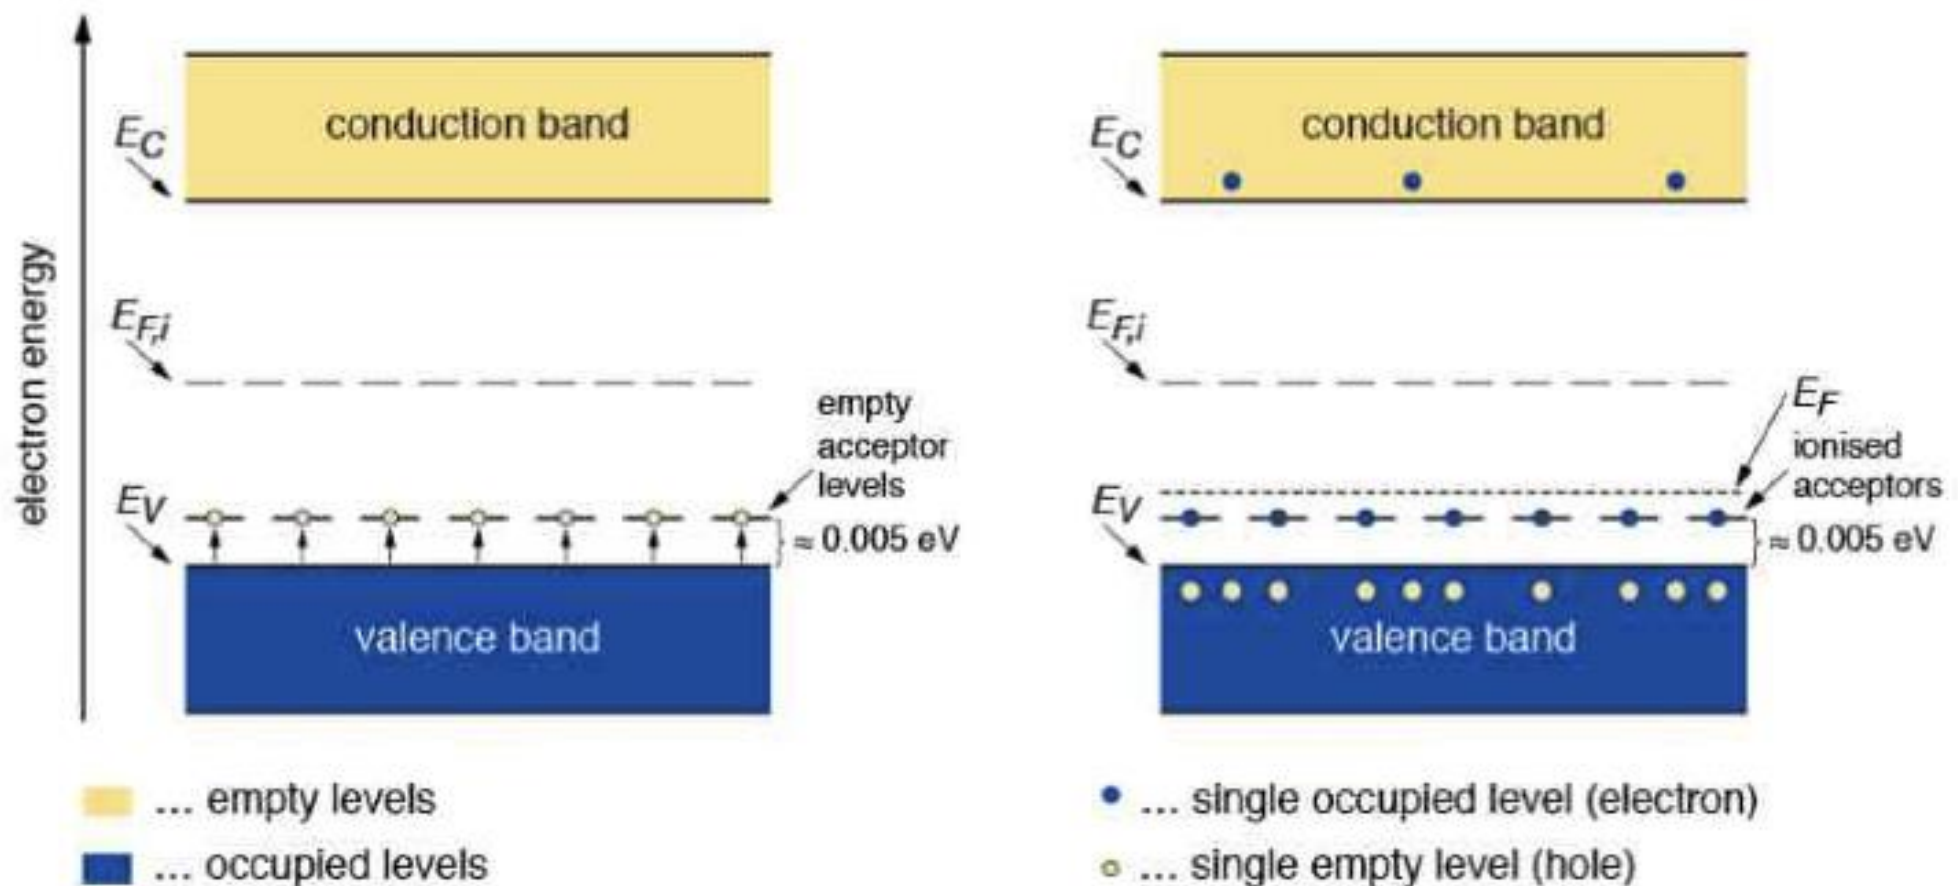 electron energy
conduction band
E_C
E_F,i
empty
acceptor
levels
E_V
≈ 0.005 eV
valence band
conduction band
E_C
E_F,i
E_F
ionised
acceptors
E_V
≈ 0.005 eV
valence band
... empty levels
... occupied levels
... single occupied level (electron)
... single empty level (hole)